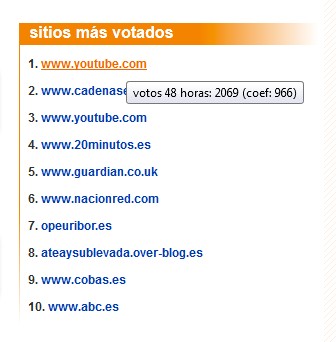 sitios más votados
1. www.youtube.com
2. www.cadenase
votos 48 horas: 2069 (coef: 966)
3. www.youtube.com
4. www.20minutos.es
5. www.guardian.co.uk
6. www.nacionred.com
7. opeuribor.es
8. ateaysublevada.over-blog.es
9. www.cobas.es
10. www.abc.es